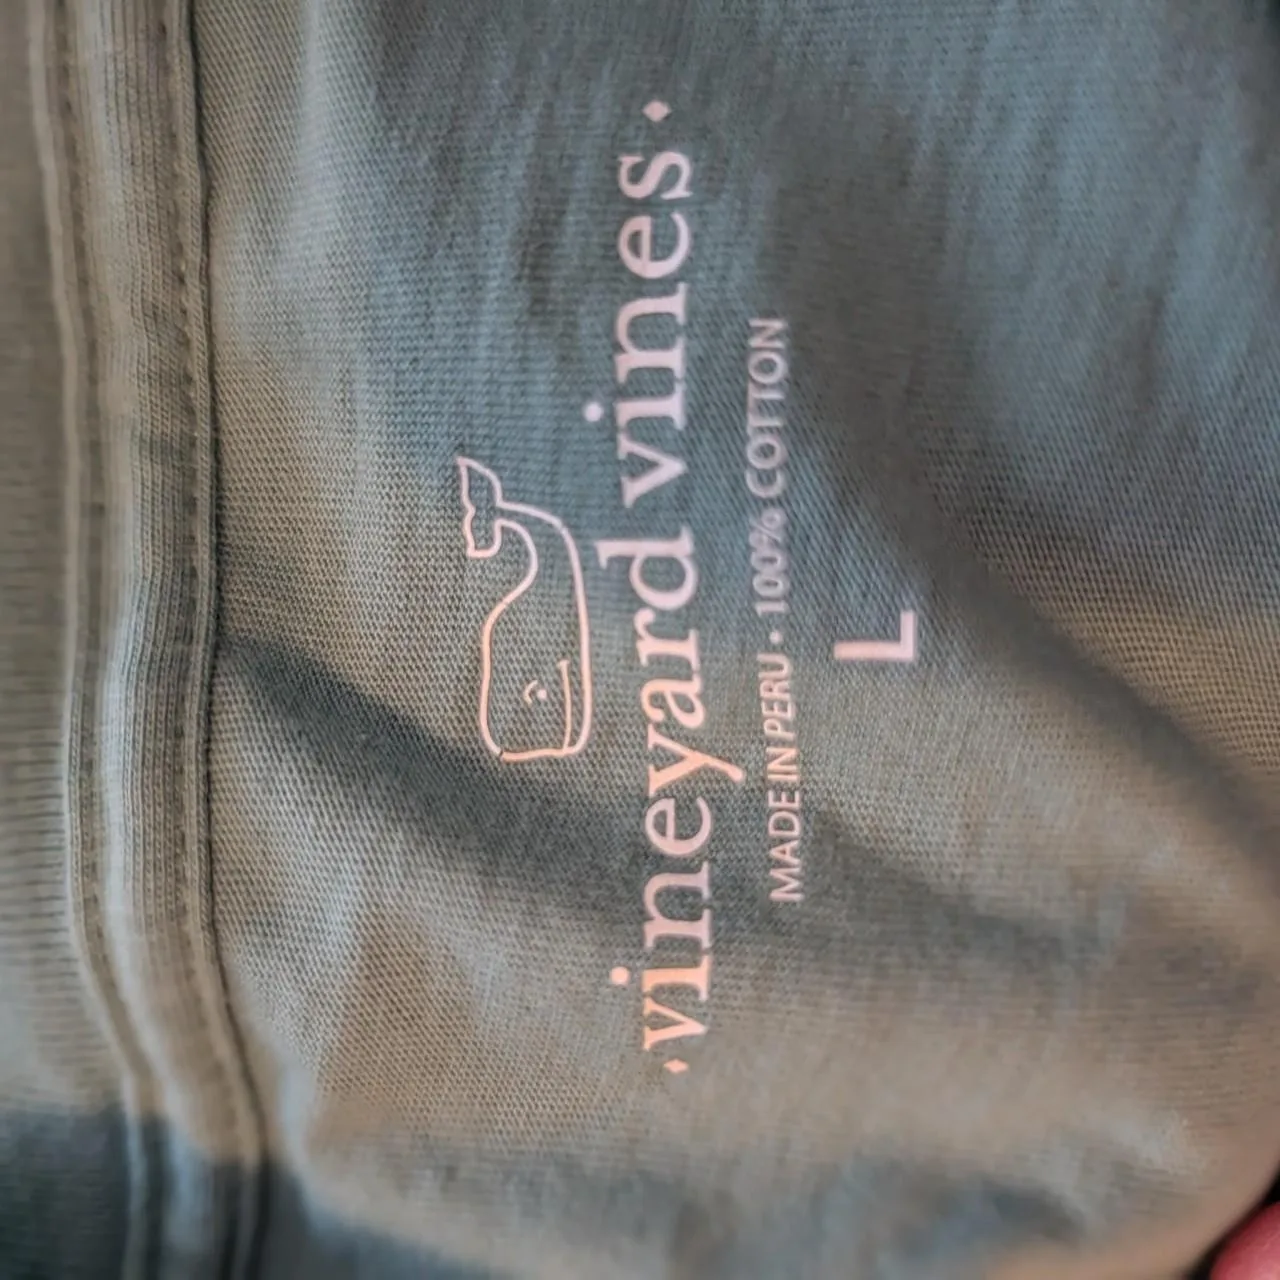 ·vineyard vines·
MADE IN PERU · 100% COTTON
L